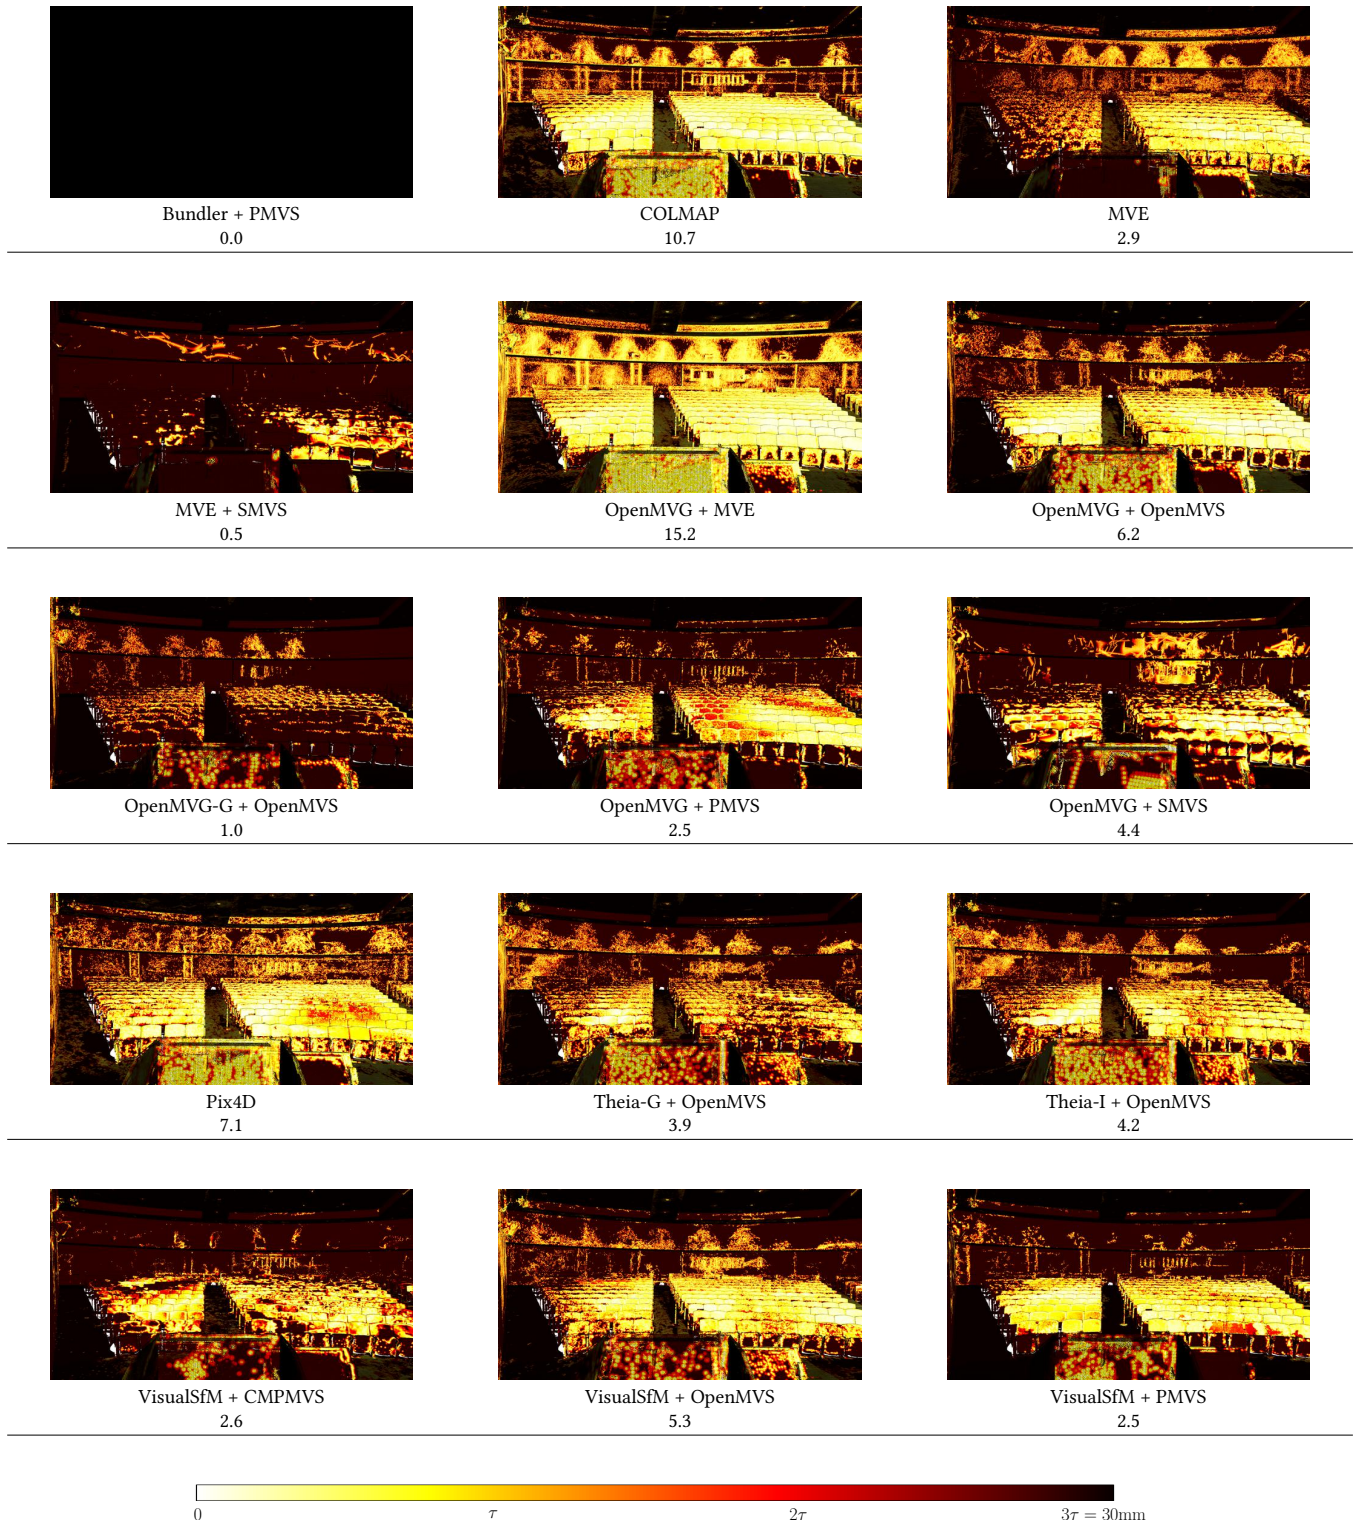 Bundler + PMVS
COLMAP
MVE
0.0
10.7
2.9
MVE + SMVS
OpenMVG + MVE
OpenMVG + OpenMVS
0.5
15.2
6.2
OpenMVG-G + OpenMVS
OpenMVG + PMVS
OpenMVG + SMVS
1.0
2.5
4.4
Pix4D
Theia-G + OpenMVS
Theia-I + OpenMVS
7.1
3.9
4.2
VisualSfM + CMPMVS
VisualSfM + OpenMVS
VisualSfM + PMVS
2.6
5.3
2.5
0 τ 2τ 3τ = 30mm